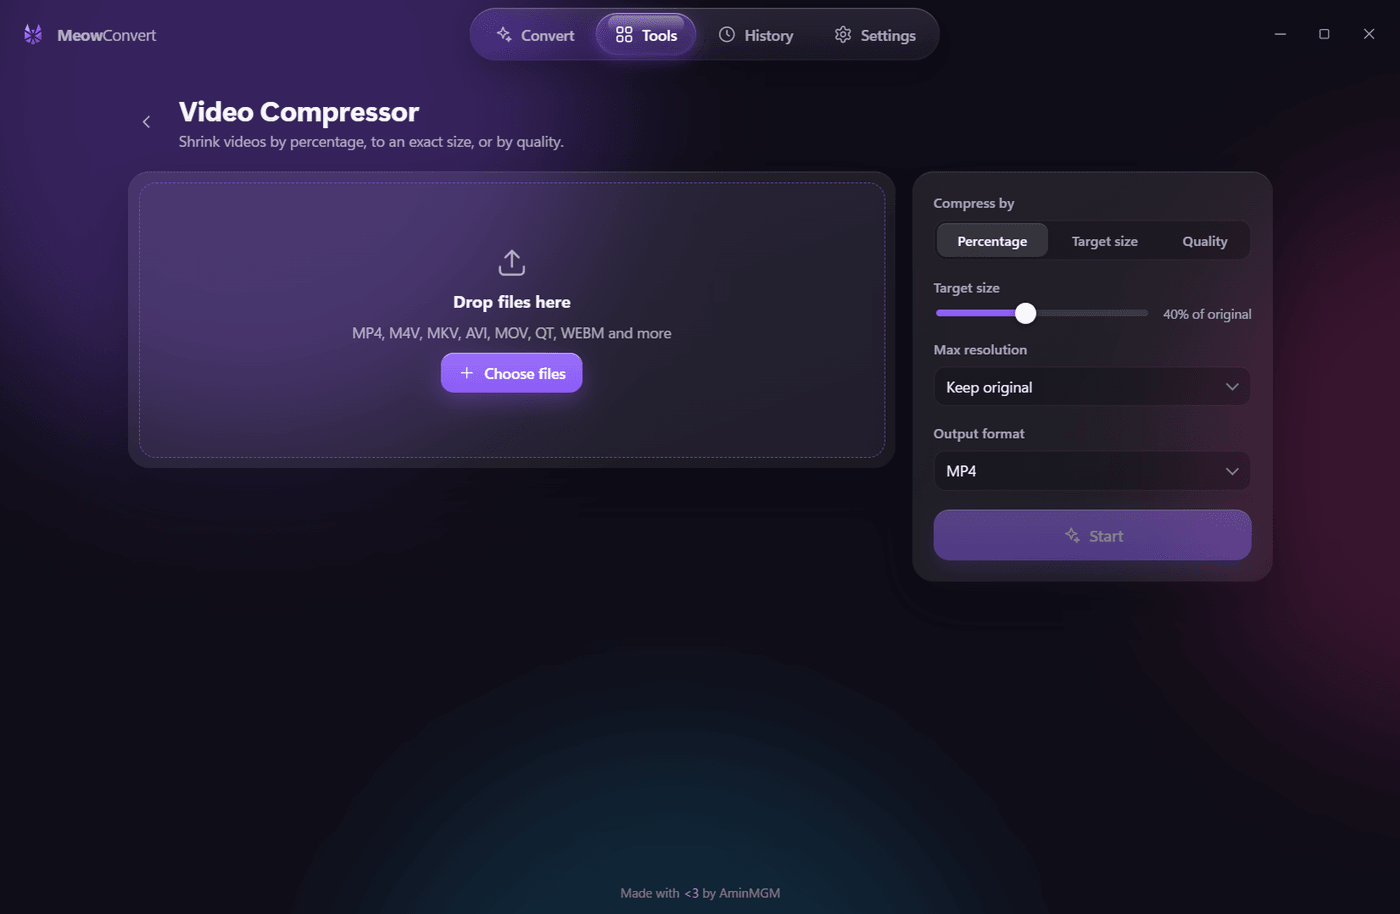 MeowConvert
Convert
Tools
History
Settings
Video Compressor
Shrink videos by percentage, to an exact size, or by quality.
Drop files here
MP4, M4V, MKV, AVI, MOV, QT, WEBM and more
Choose files
Compress by
Percentage
Target size
Quality
Target size
40% of original
Max resolution
Keep original
Output format
MP4
Start
Made with <3 by AminMGM